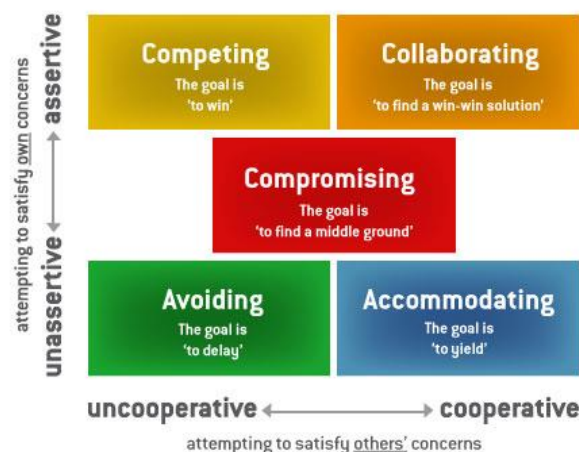 Competing
The goal is
'to win'
Collaborating
The goal is
'to find a win-win solution'
Compromising
The goal is
'to find a middle ground'
Avoiding
The goal is
'to delay'
Accommodating
The goal is
'to yield'
attempting to satisfy own concerns
unassertive assertive
uncooperative cooperative
attempting to satisfy others' concerns